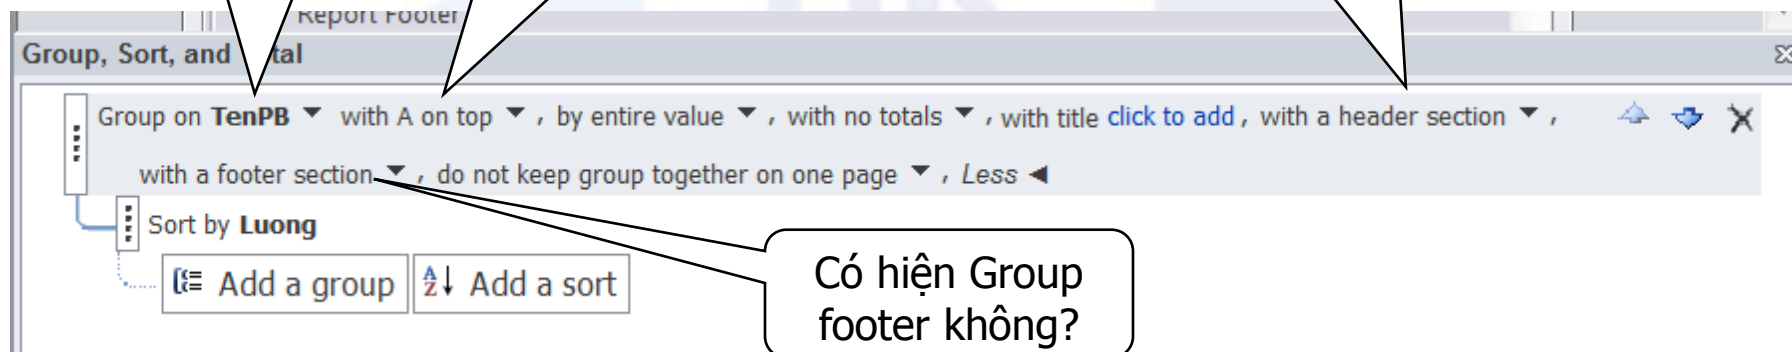 Report Footer
Group, Sort, and tal
Group on TenPB ▼ with A on top ▼ , by entire value ▼ , with no totals ▼ , with title click to add , with a header section ▼ ,
with a footer section ▼ , do not keep group together on one page ▼ , Less ◀
Sort by Luong
Add a group
Add a sort
Có hiện Group
footer không?